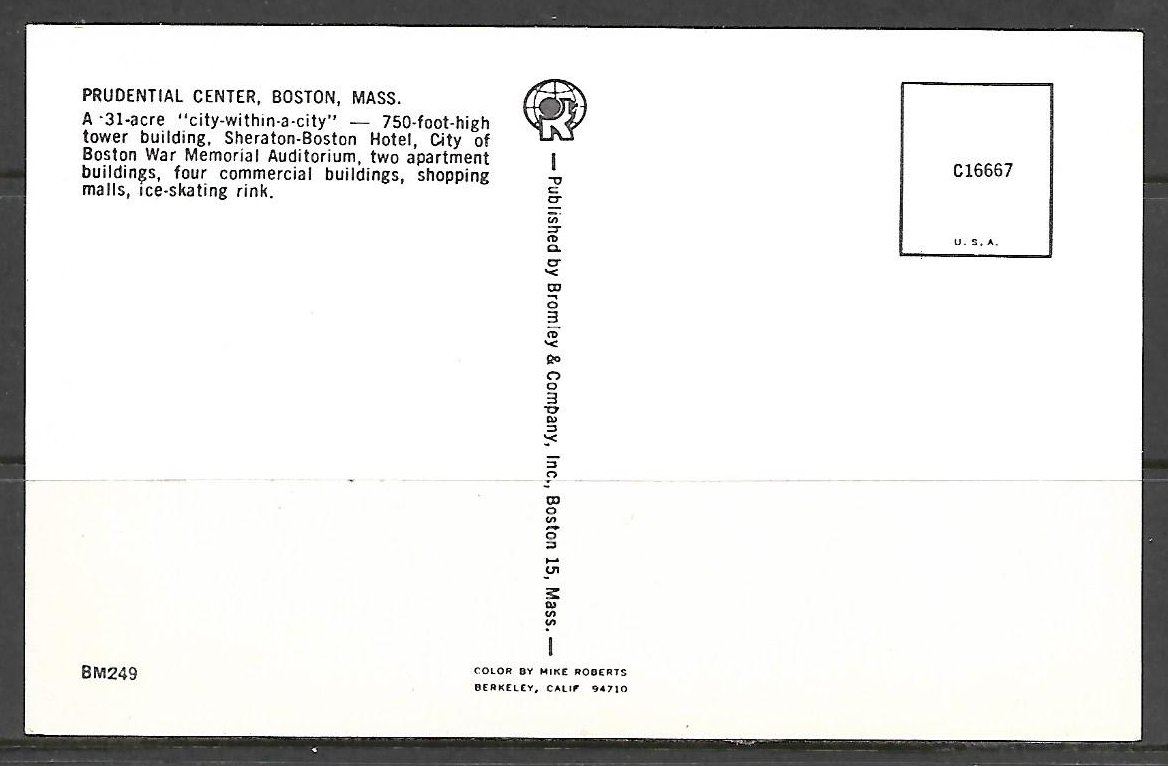 PRUDENTIAL CENTER, BOSTON, MASS.
A 31-acre "city-within-a-city" — 750-foot-high
tower building, Sheraton-Boston Hotel, City of
Boston War Memorial Auditorium, two apartment
buildings, four commercial buildings, shopping
malls, ice-skating rink.
R
— Published by Bromley & Company, Inc., Boston 15, Mass. —
C16667
U. S. A.
BM249
COLOR BY MIKE ROBERTS
BERKELEY, CALIF 94710